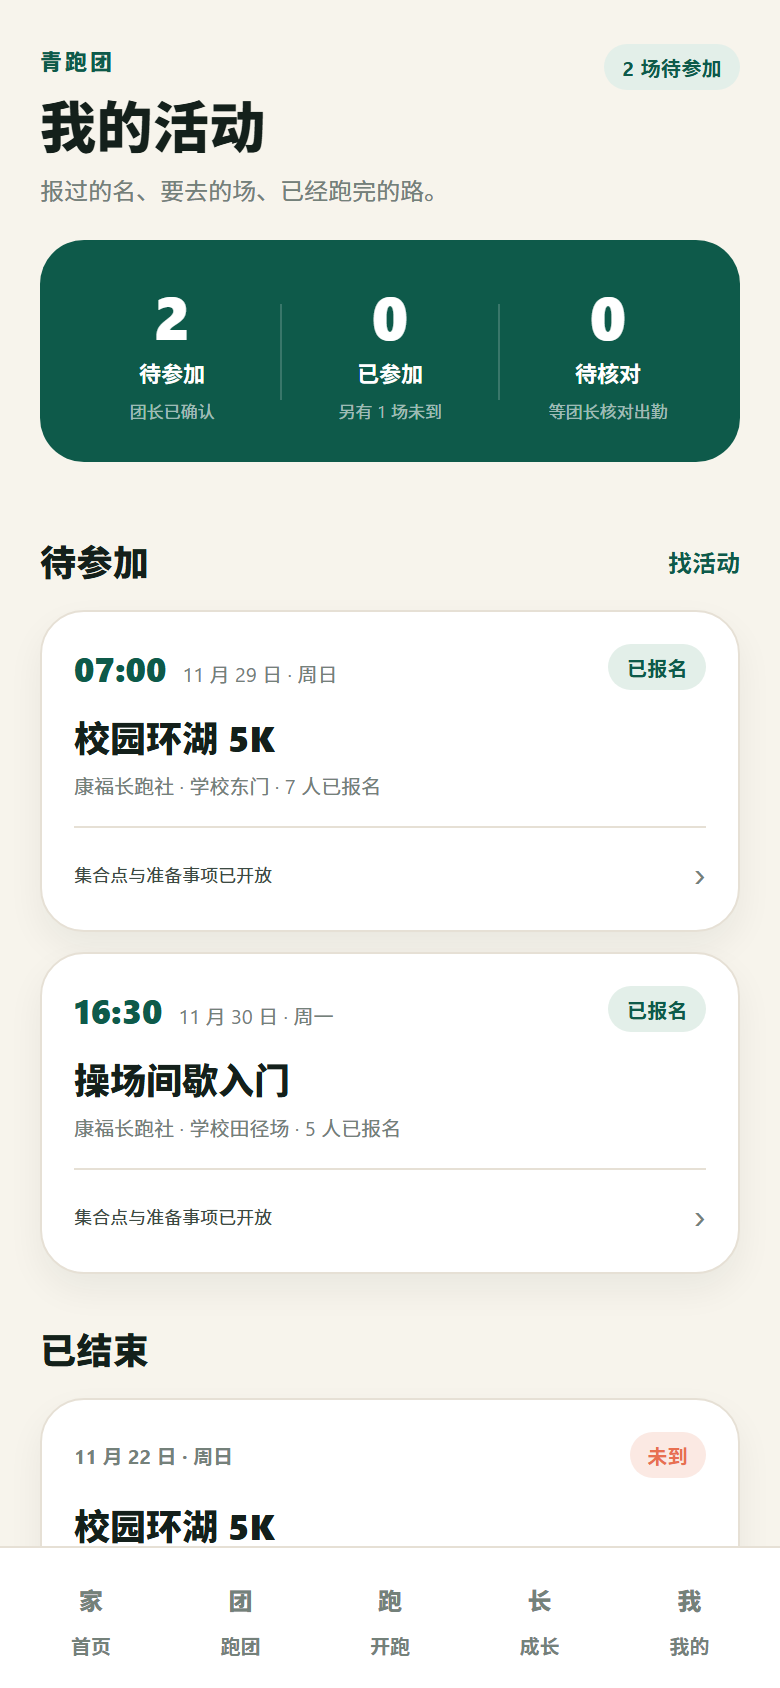 青跑团
2 场待参加
我的活动
报过的名、要去的场、已经跑完的路。
2
待参加
团长已确认
0
已参加
另有 1 场未到
0
待核对
等团长核对出勤
待参加
找活动
07:00 11 月 29 日 · 周日
已报名
校园环湖 5K
康福长跑社 · 学校东门 · 7 人已报名
集合点与准备事项已开放
16:30 11 月 30 日 · 周一
已报名
操场间歇入门
康福长跑社 · 学校田径场 · 5 人已报名
集合点与准备事项已开放
已结束
11 月 22 日 · 周日
未到
校园环湖 5K
家 团 跑 长 我
首页 跑团 开跑 成长 我的